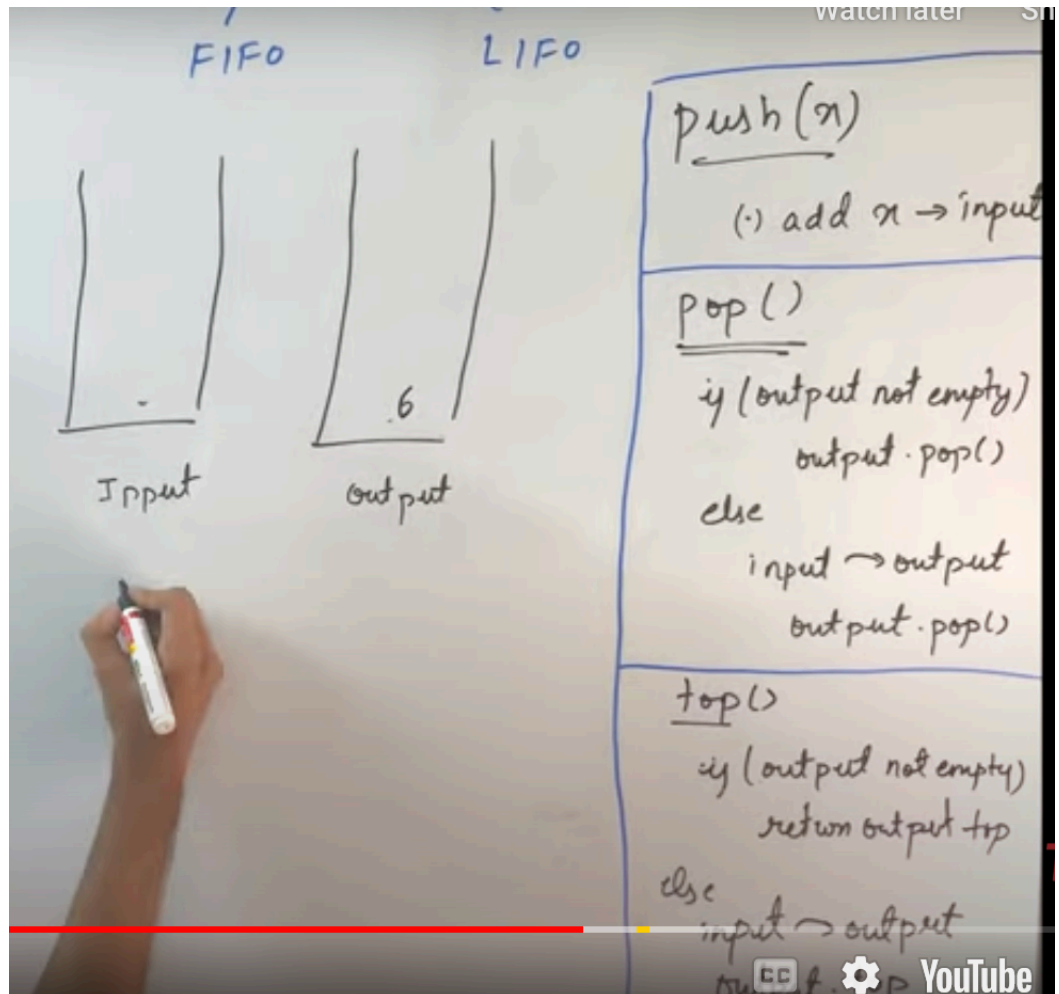 Watch later
FIFO
LIFO
6
Input
output
push(x)
(·) add x → input
pop()
if (output not empty)
output.pop()
else
input → output
output.pop()
top()
if (output not empty)
return output top
else
input → output
CC
YouTube